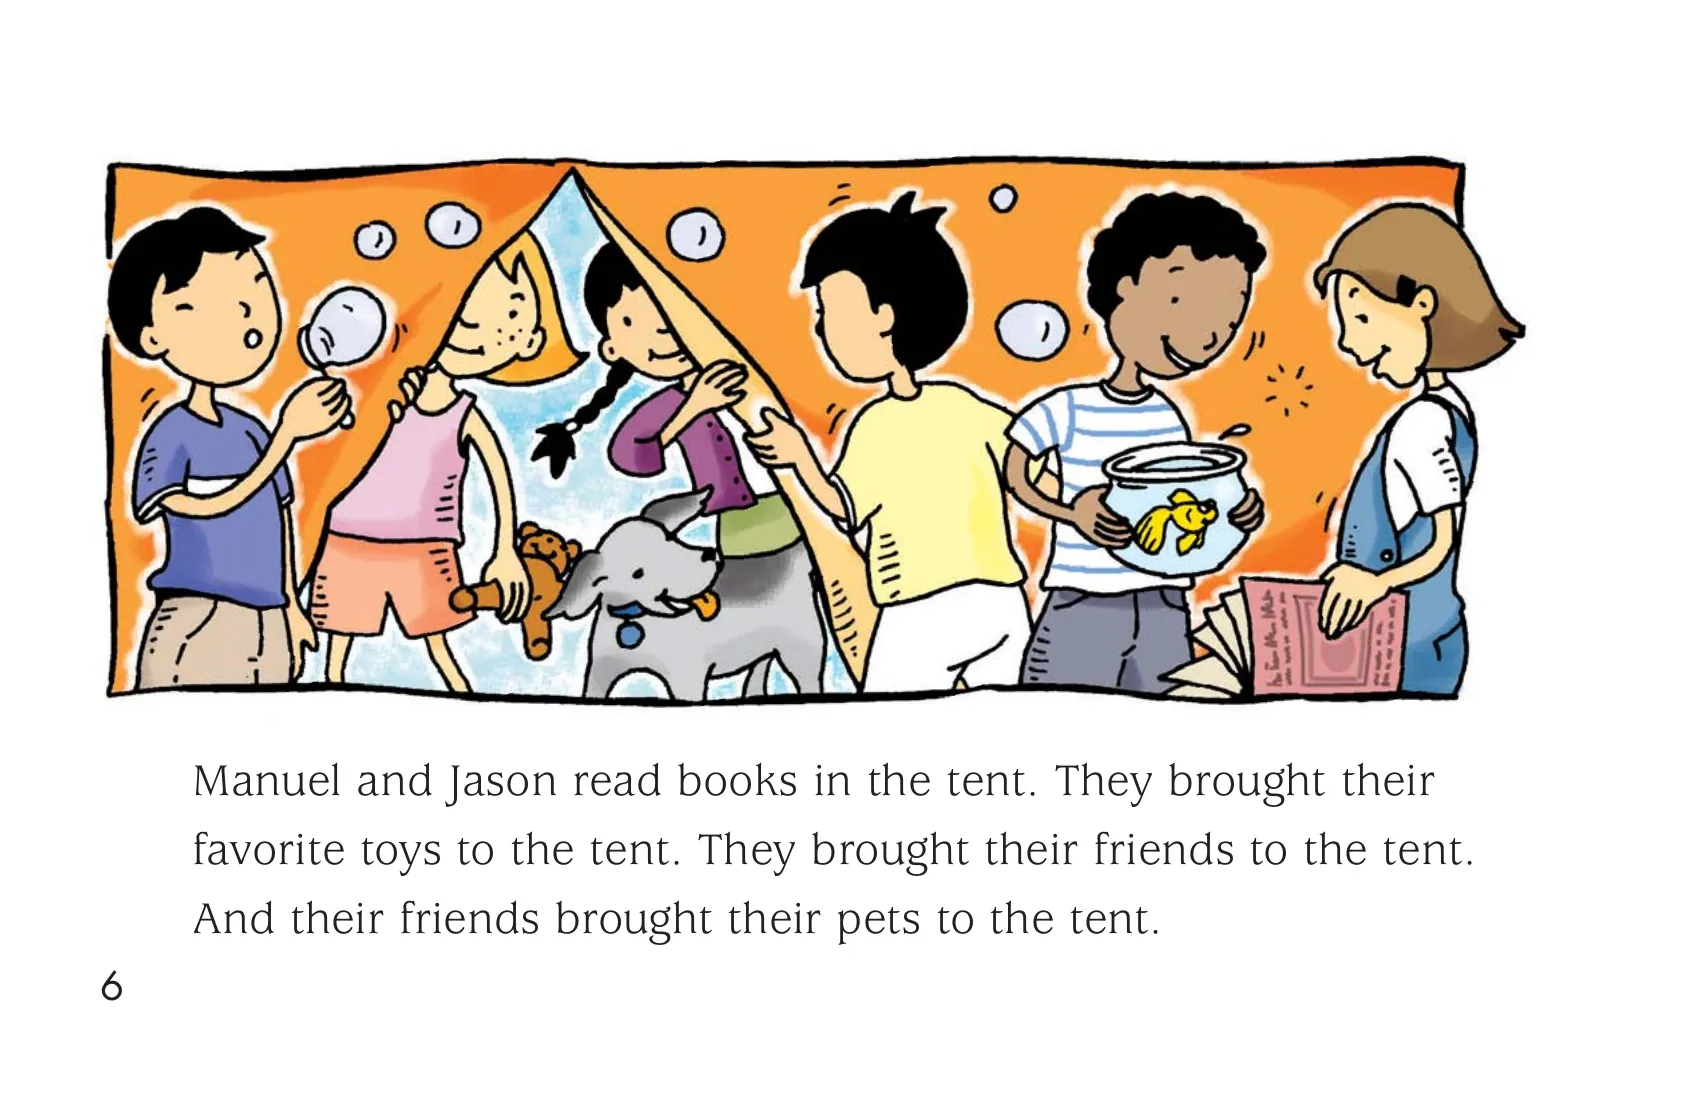 Manuel and Jason read books in the tent. They brought their
favorite toys to the tent. They brought their friends to the tent.
And their friends brought their pets to the tent.
6